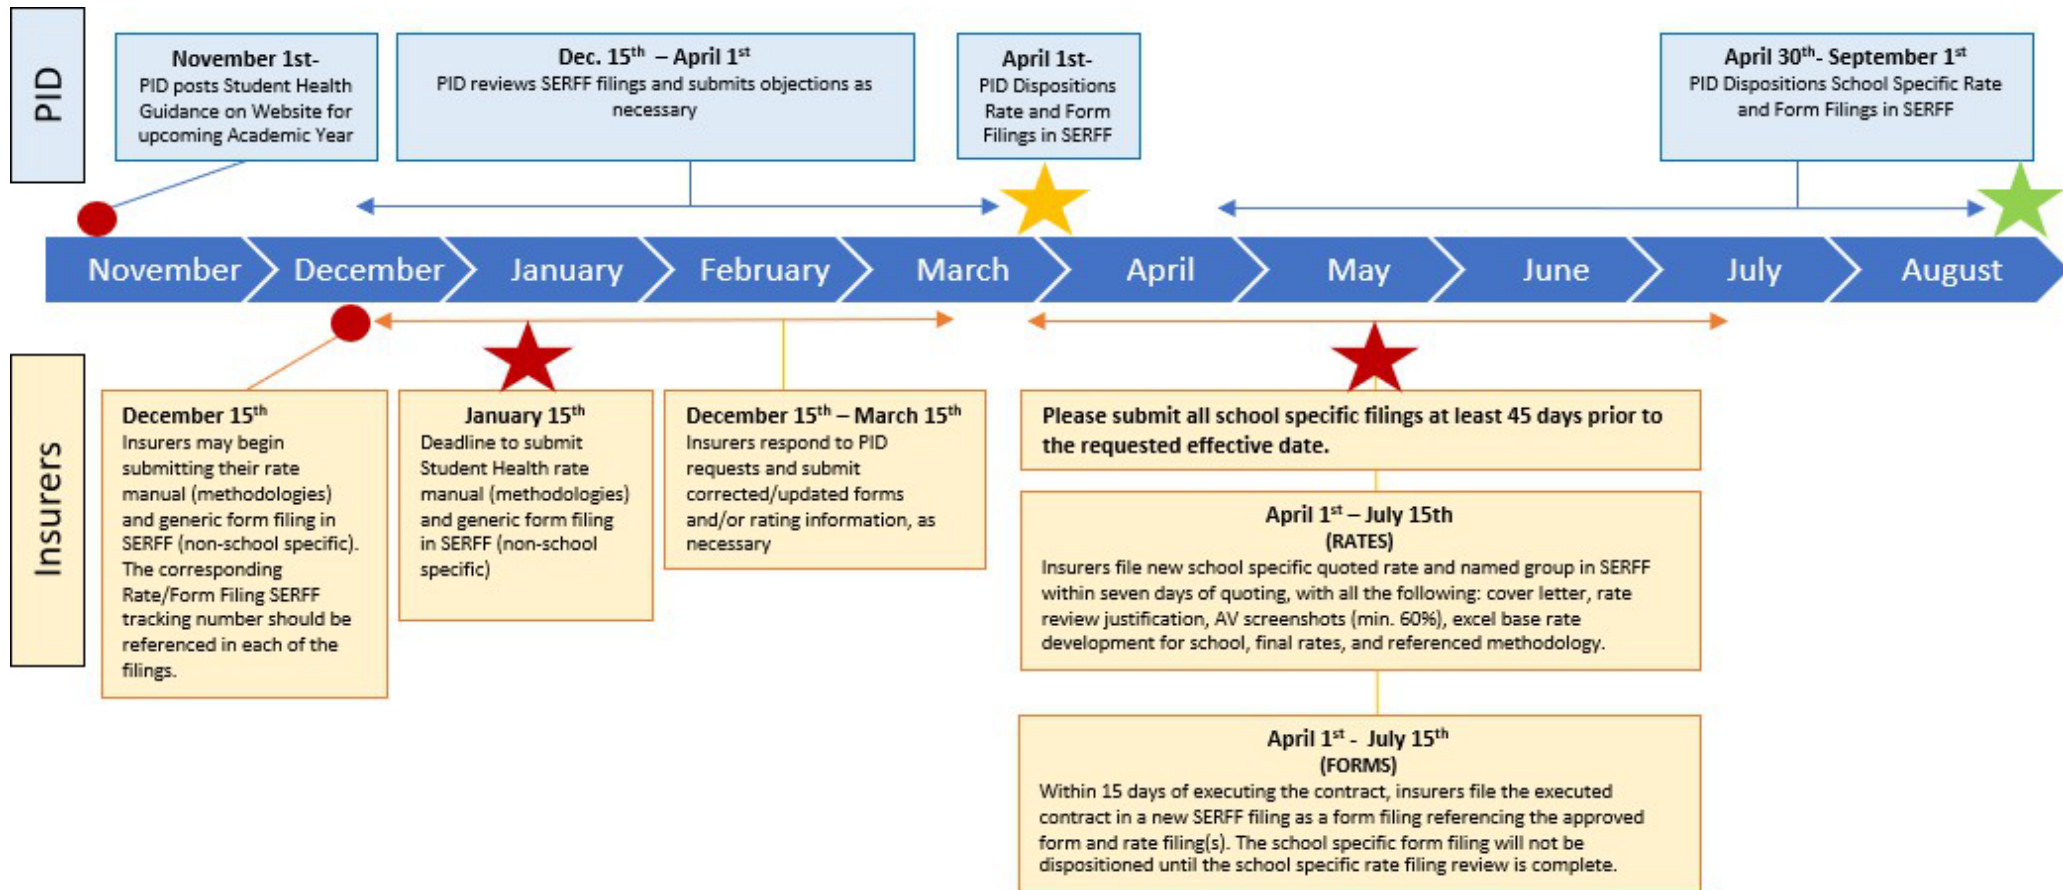 PID
November 1st-
PID posts Student Health
Guidance on Website for
upcoming Academic Year
Dec. 15th – April 1st
PID reviews SERFF filings and submits objections as
necessary
April 1st-
PID Dispositions
Rate and Form
Filings in SERFF
April 30th- September 1st
PID Dispositions School Specific Rate
and Form Filings in SERFF
November
December
January
February
March
April
May
June
July
August
Insurers
December 15th
Insurers may begin
submitting their rate
manual (methodologies)
and generic form filing in
SERFF (non-school specific).
The corresponding
Rate/Form Filing SERFF
tracking number should be
referenced in each of the
filings.
January 15th
Deadline to submit
Student Health rate
manual (methodologies)
and generic form filing
in SERFF (non-school
specific)
December 15th – March 15th
Insurers respond to PID
requests and submit
corrected/updated forms
and/or rating information, as
necessary
Please submit all school specific filings at least 45 days prior to
the requested effective date.
April 1st – July 15th
(RATES)
Insurers file new school specific quoted rate and named group in SERFF
within seven days of quoting, with all the following: cover letter, rate
review justification, AV screenshots (min. 60%), excel base rate
development for school, final rates, and referenced methodology.
April 1st - July 15th
(FORMS)
Within 15 days of executing the contract, insurers file the executed
contract in a new SERFF filing as a form filing referencing the approved
form and rate filing(s). The school specific form filing will not be
dispositioned until the school specific rate filing review is complete.